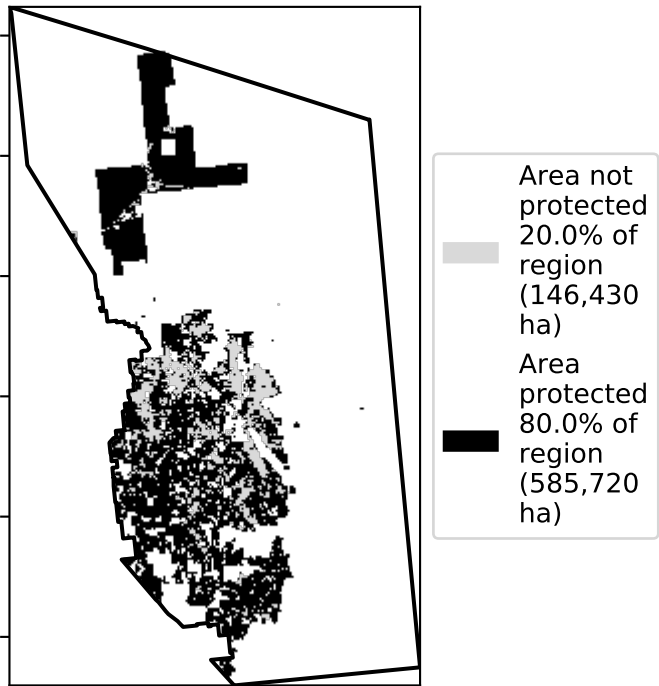 Area not
protected
20.0% of
region
(146,430
ha)
Area
protected
80.0% of
region
(585,720
ha)